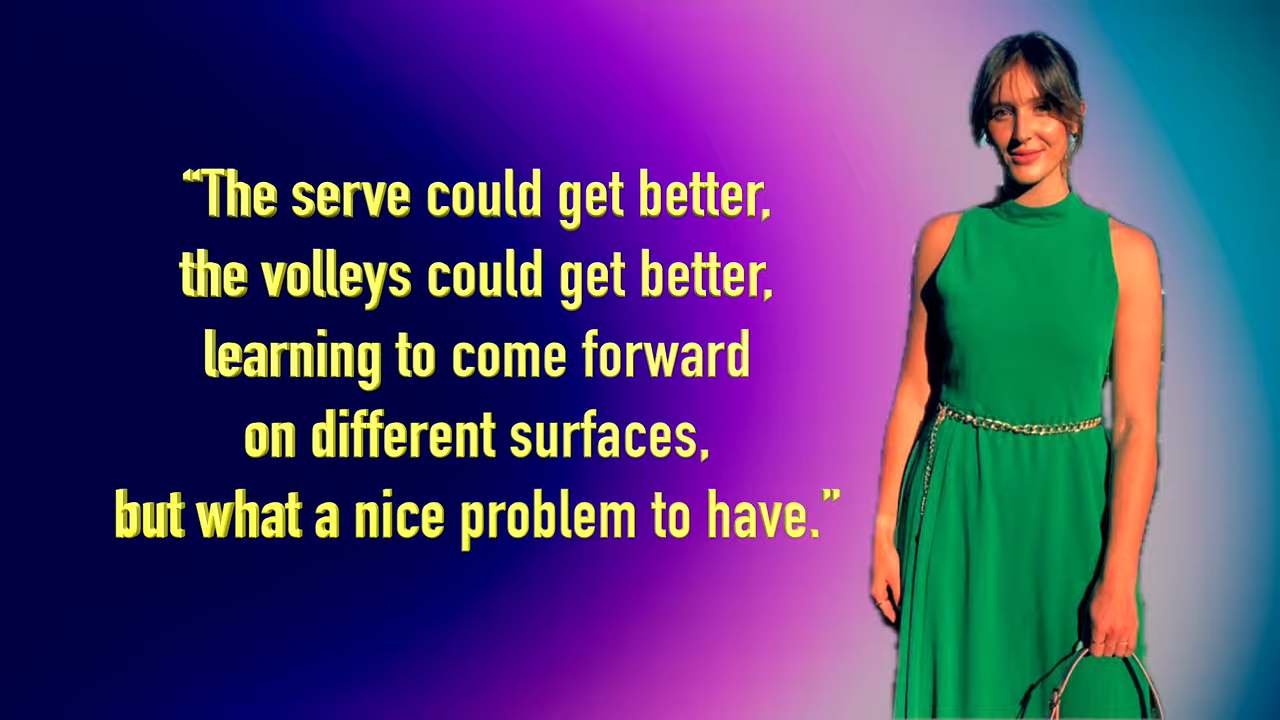 “The serve could get better,
the volleys could get better,
learning to come forward
on different surfaces,
but what a nice problem to have.”